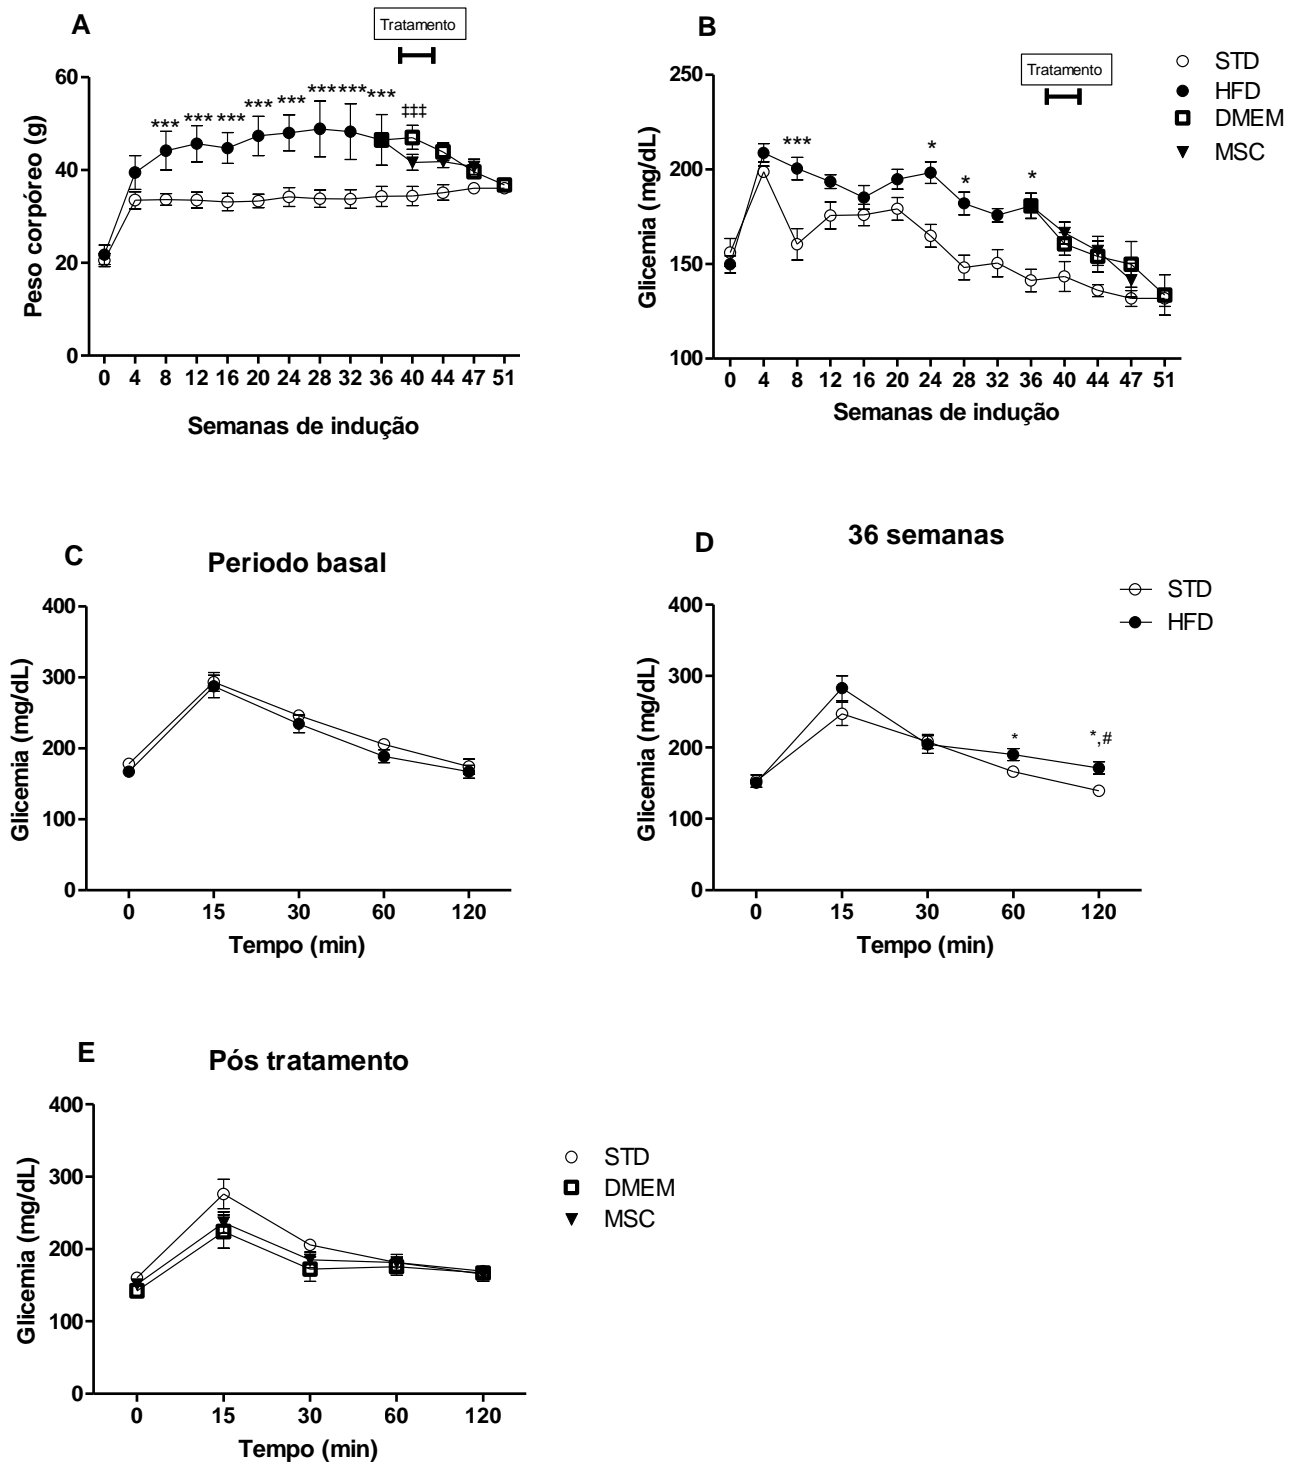 A
Tratamento
60
40
20
0
Peso corpóreo (g)
*** *** *** *** *** *** *** ***
‡‡‡
0 4 8 12 16 20 24 28 32 36 40 44 47 51
Semanas de indução
B
Tratamento
250
200
150
100
Glicemia (mg/dL)
*** * * *
0 4 8 12 16 20 24 28 32 36 40 44 47 51
Semanas de indução
STD
HFD
DMEM
MSC
C
Periodo basal
400
300
200
100
0
Glicemia (mg/dL)
0 15 30 60 120
Tempo (min)
D
36 semanas
400
300
200
100
0
Glicemia (mg/dL)
* *,#
0 15 30 60 120
Tempo (min)
STD
HFD
E
Pós tratamento
400
300
200
100
0
Glicemia (mg/dL)
0 15 30 60 120
Tempo (min)
STD
DMEM
MSC